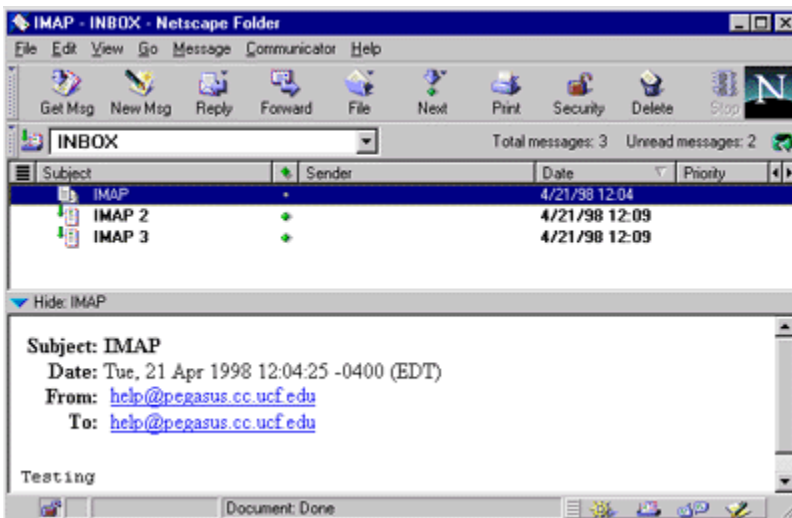 IMAP - INBOX - Netscape Folder
File Edit View Go Message Communicator Help
Get Msg New Msg Reply Forward File Next Print Security Delete Stop N
INBOX Total messages: 3 Unread messages: 2
Subject Sender Date Priority
IMAP 4/21/98 12:04
IMAP 2 4/21/98 12:09
IMAP 3 4/21/98 12:09
Hide: IMAP
Subject: IMAP
Date: Tue, 21 Apr 1998 12:04:25 -0400 (EDT)
From: help@pegasus.cc.ucf.edu
To: help@pegasus.cc.ucf.edu
Testing
Document: Done